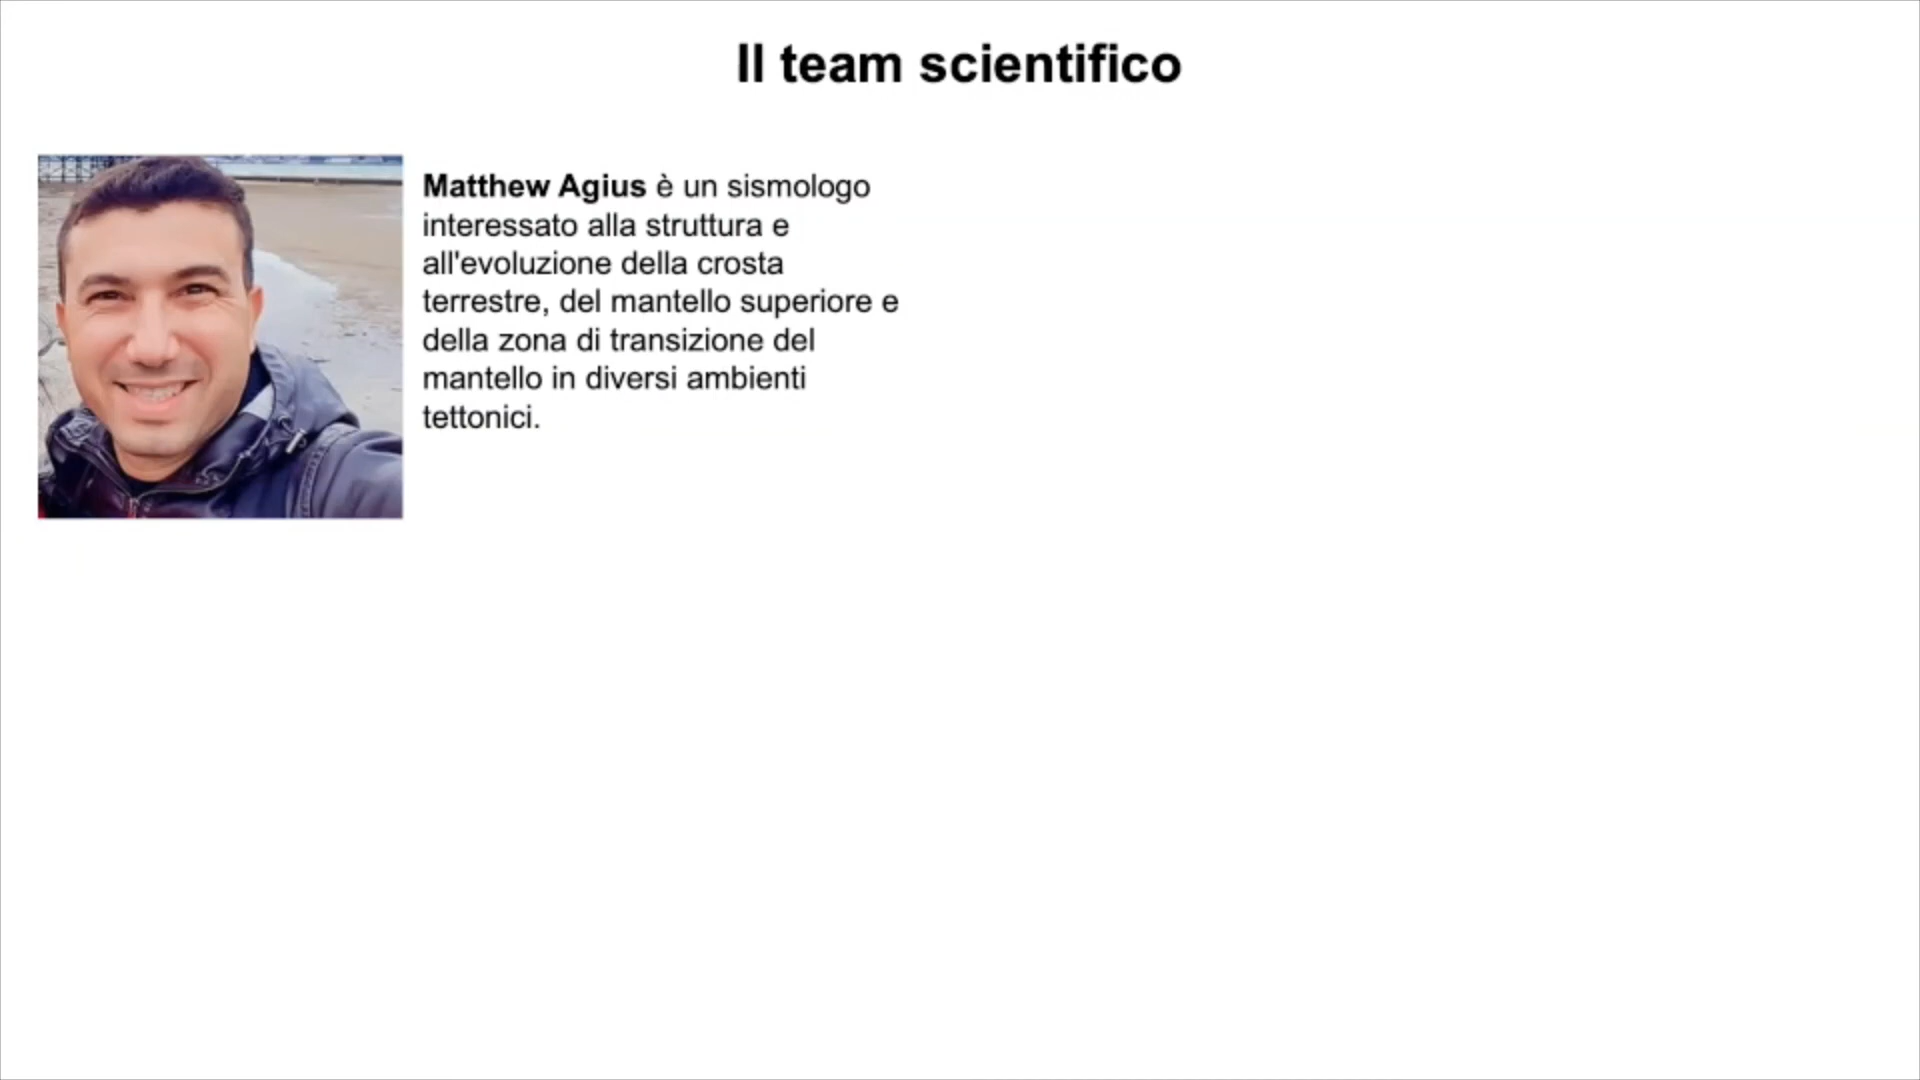 Il team scientifico
Matthew Agius è un sismologo
interessato alla struttura e
all'evoluzione della crosta
terrestre, del mantello superiore e
della zona di transizione del
mantello in diversi ambienti
tettonici.